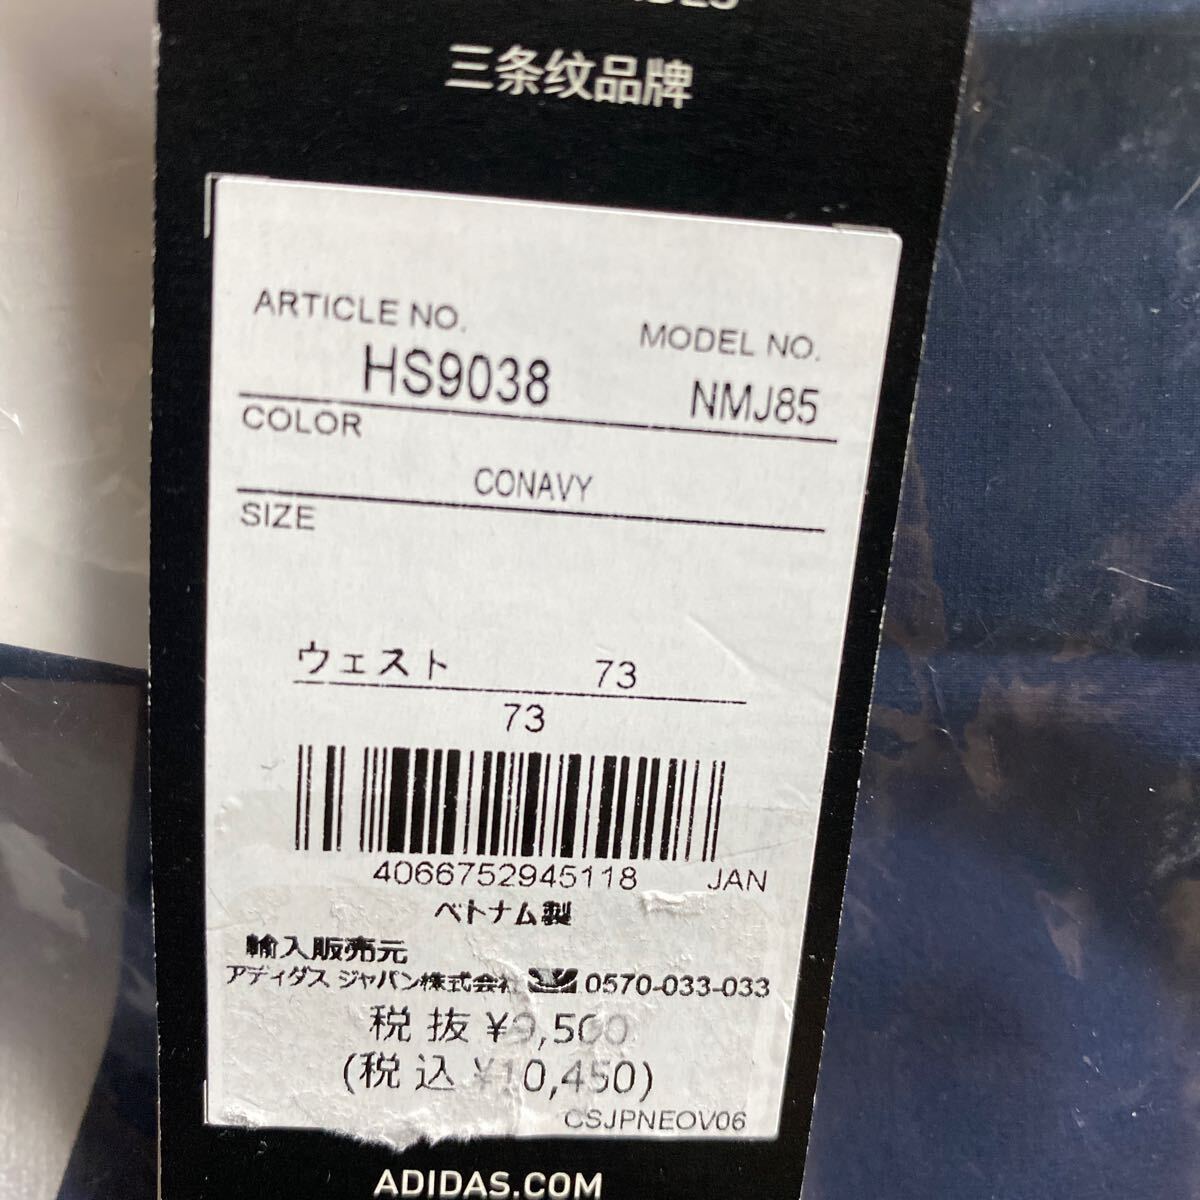 三条纹品牌
ARTICLE NO.
MODEL NO.
HS9038
NMJ85
COLOR
CONAVY
SIZE
ウェスト 73
73
4066752945118 JAN
ベトナム製
輸入販売元
アディダス ジャパン株式会社 0570-033-033
税 抜 ¥9,500
(税 込 ¥10,450)
CSJPNEOV06
ADIDAS.COM